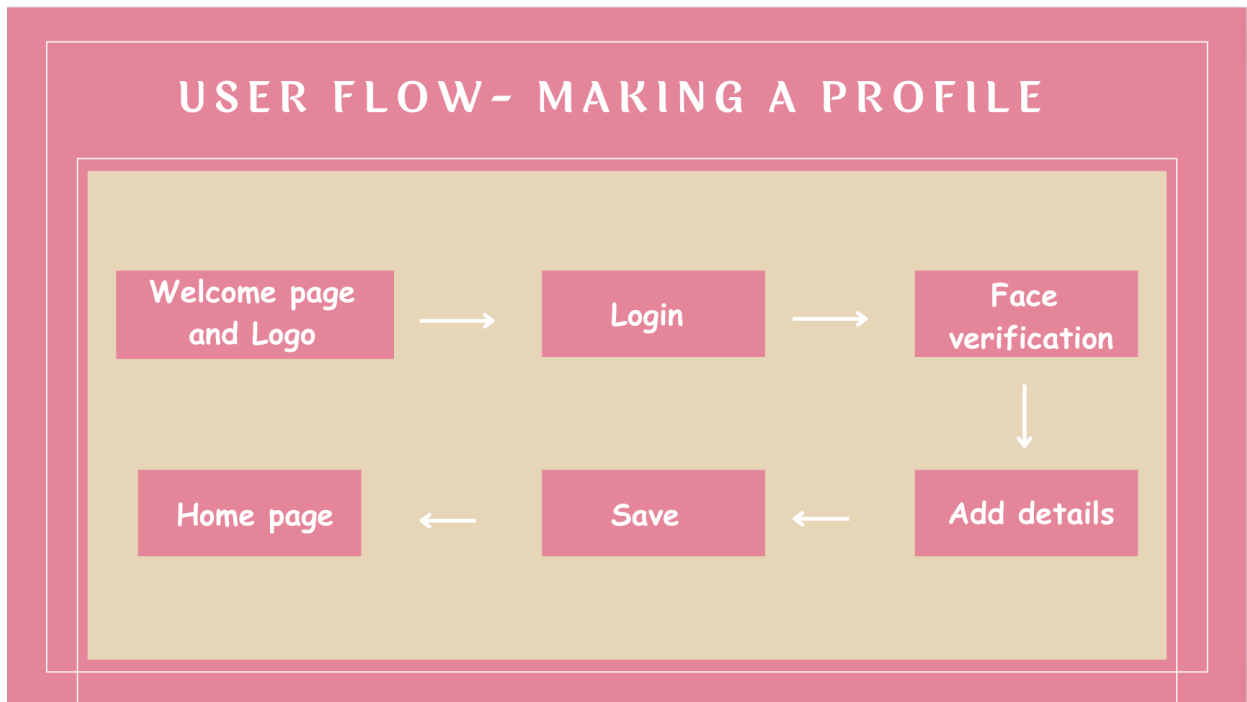 USER FLOW- MAKING A PROFILE
Welcome page
and Logo
Login
Face
verification
Add details
Save
Home page